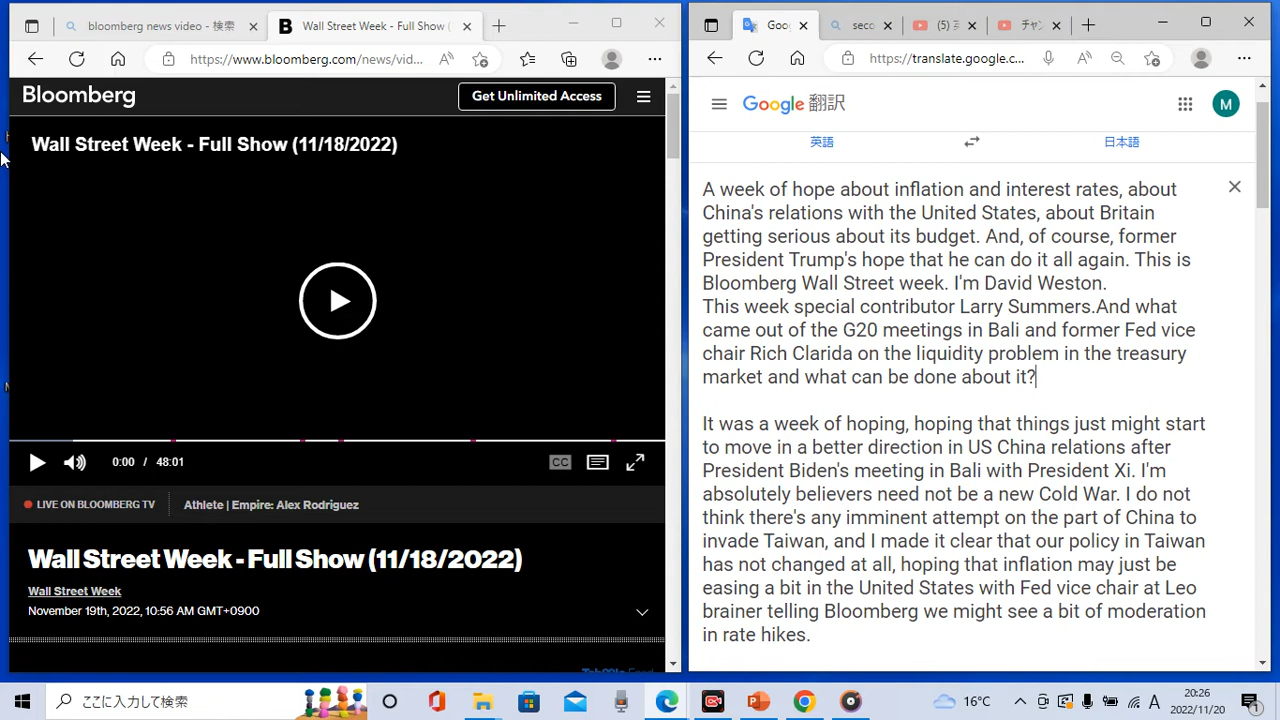 bloomberg news video - 検索
Wall Street Week - Full Show (
https://www.bloomberg.com/news/vid...
Bloomberg
Get Unlimited Access
Wall Street Week - Full Show (11/18/2022)
0:00 / 48:01
CC
LIVE ON BLOOMBERG TV
Athlete | Empire: Alex Rodriguez
Wall Street Week - Full Show (11/18/2022)
Wall Street Week
November 19th, 2022, 10:56 AM GMT+0900
Goo
secc
(5)
チャン
https://translate.google.c...
Google 翻訳
M
英語
日本語
A week of hope about inflation and interest rates, about
China's relations with the United States, about Britain
getting serious about its budget. And, of course, former
President Trump's hope that he can do it all again. This is
Bloomberg Wall Street week. I'm David Weston.
This week special contributor Larry Summers.And what
came out of the G20 meetings in Bali and former Fed vice
chair Rich Clarida on the liquidity problem in the treasury
market and what can be done about it?
It was a week of hoping, hoping that things just might start
to move in a better direction in US China relations after
President Biden's meeting in Bali with President Xi. I'm
absolutely believers need not be a new Cold War. I do not
think there's any imminent attempt on the part of China to
invade Taiwan, and I made it clear that our policy in Taiwan
has not changed at all, hoping that inflation may just be
easing a bit in the United States with Fed vice chair at Leo
brainer telling Bloomberg we might see a bit of moderation
in rate hikes.
ここに入力して検索
16°C
A
20:26
2022/11/20